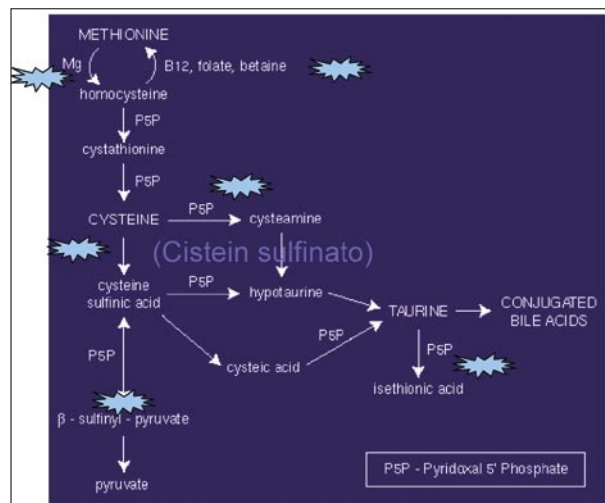 METHIONINE
Mg
B12, folate, betaine
homocysteine
P5P
cystathionine
P5P
CYSTEINE
P5P
cysteamine
(Cistein sulfinato)
cysteine
sulfinic acid
P5P
hypotaurine
TAURINE
CONJUGATED
BILE ACIDS
P5P
P5P
P5P
cysteic acid
isethionic acid
β - sulfinyl - pyruvate
pyruvate
P5P - Pyridoxal 5' Phosphate